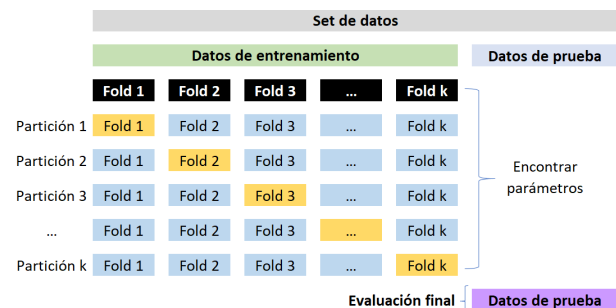 Set de datos
Datos de entrenamiento Datos de prueba
Fold 1 Fold 2 Fold 3 ... Fold k
Partición 1 Fold 1 Fold 2 Fold 3 ... Fold k
Partición 2 Fold 1 Fold 2 Fold 3 ... Fold k
Partición 3 Fold 1 Fold 2 Fold 3 ... Fold k
... Fold 1 Fold 2 Fold 3 ... Fold k
Partición k Fold 1 Fold 2 Fold 3 ... Fold k
Encontrar
parámetros
Evaluación final Datos de prueba